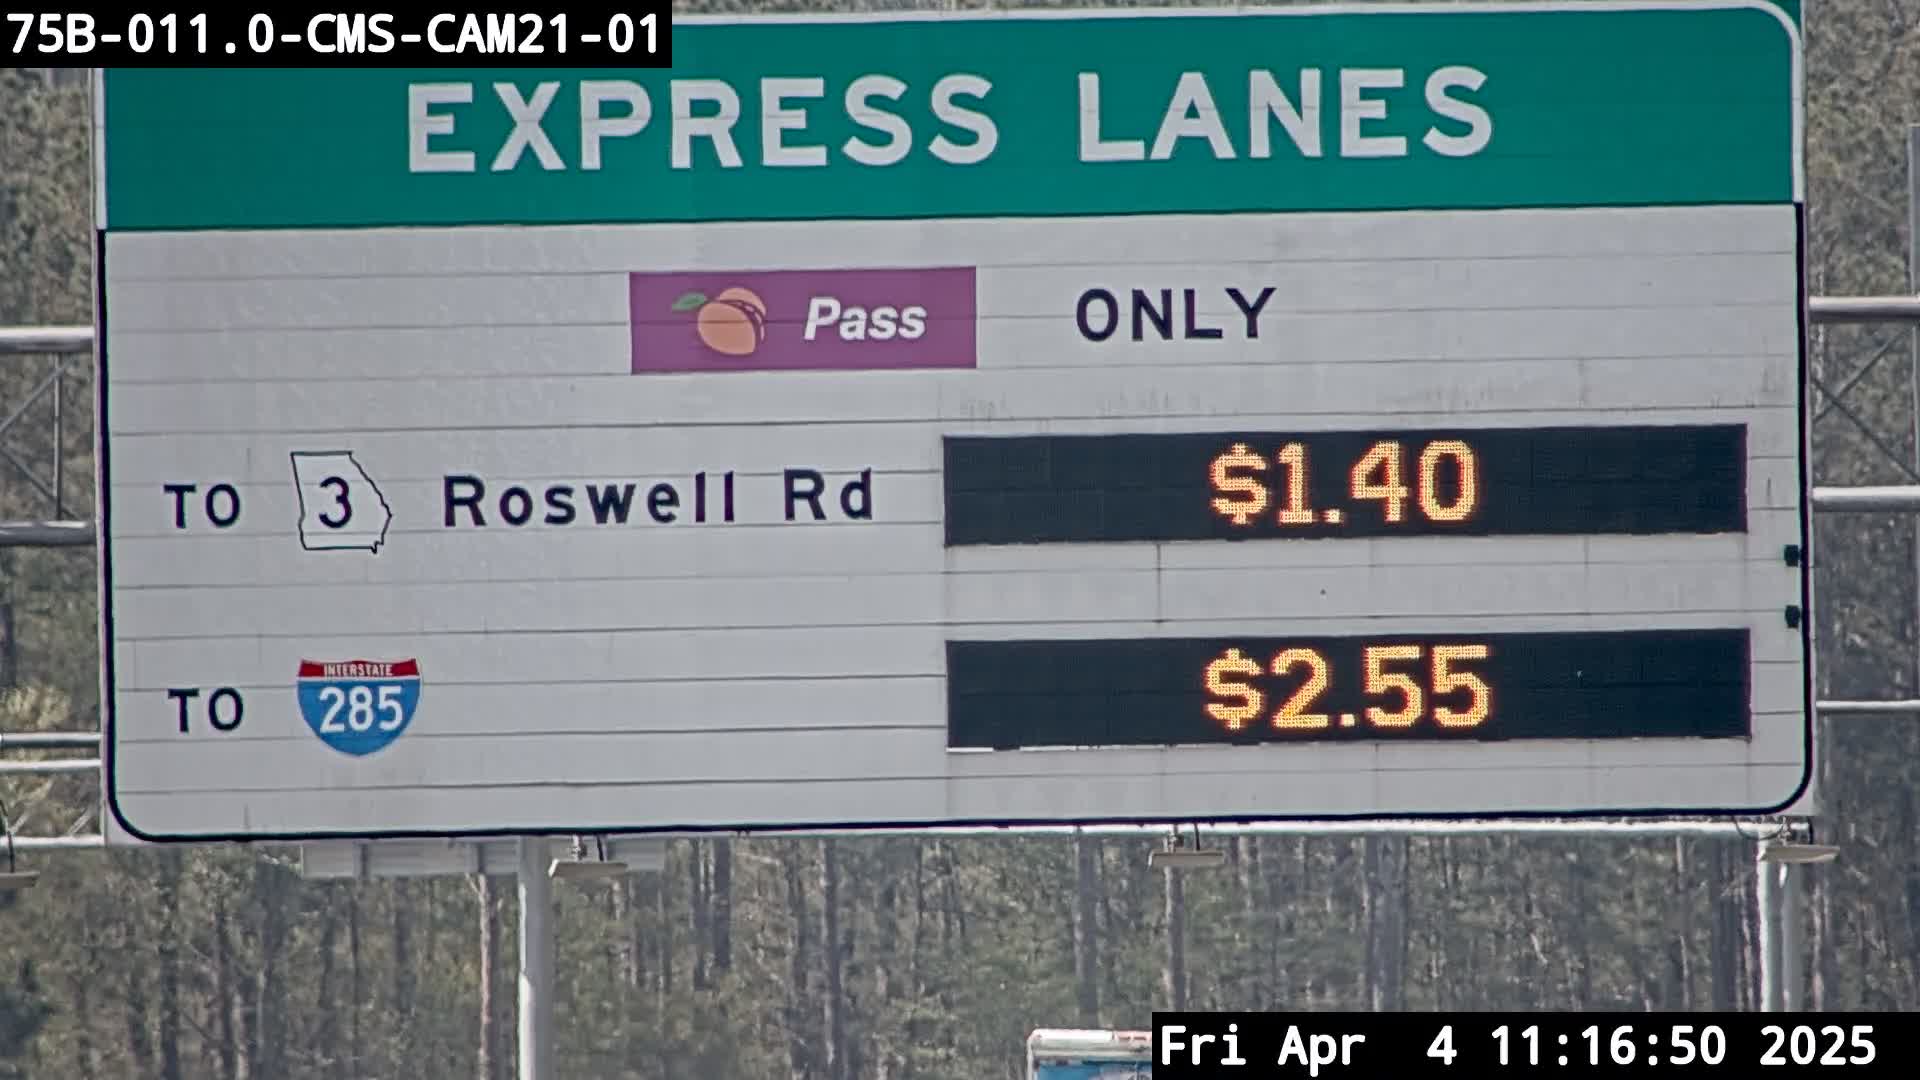 75B-011.0-CMS-CAM21-01
EXPRESS LANES
Pass ONLY
TO 3 Roswell Rd $1.40
INTERSTATE
TO 285 $2.55
Fri Apr 4 11:16:50 2025